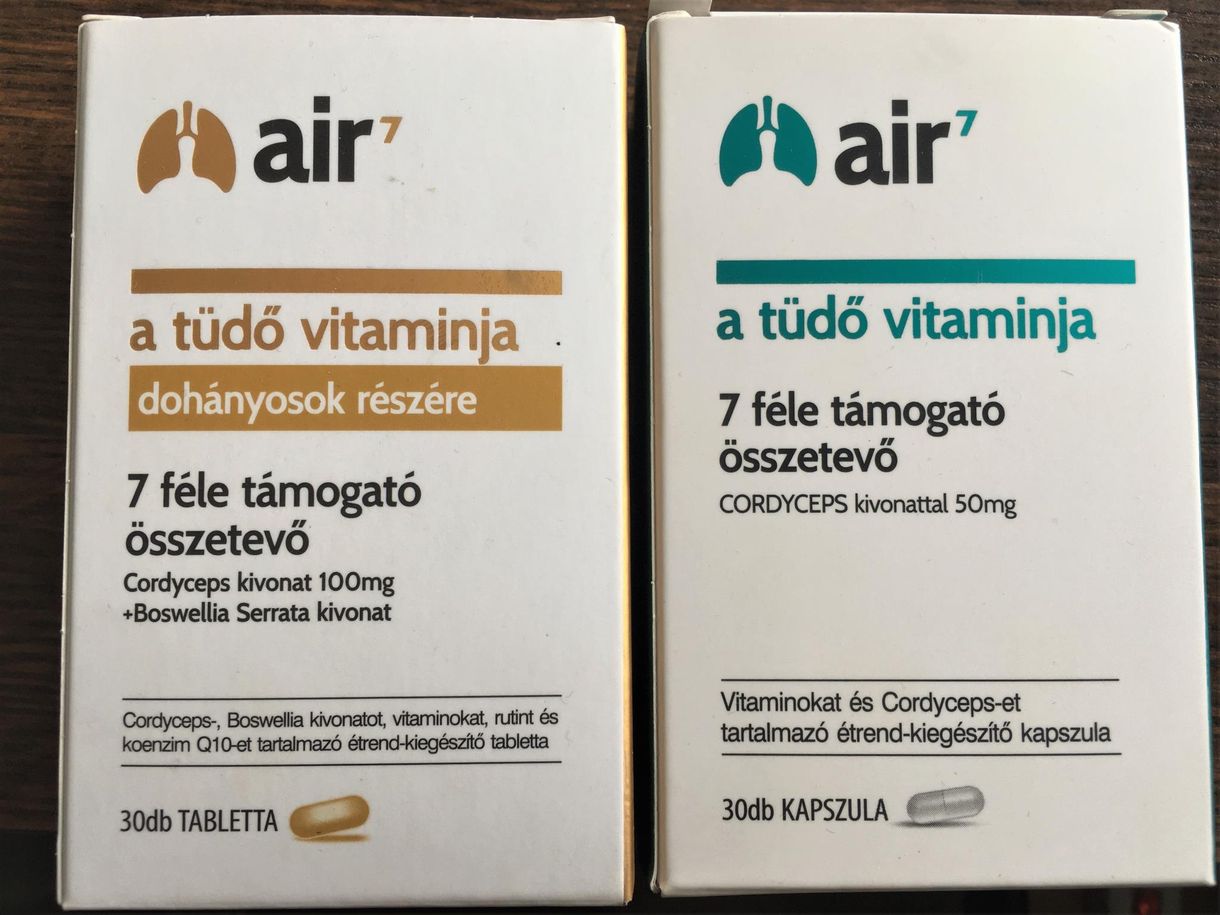 air⁷
a tüdő vitaminja
dohányosok részére
7 féle támogató
összetevő
Cordyceps kivonat 100mg
+Boswellia Serrata kivonat
Cordyceps-, Boswellia kivonatot, vitaminokat, rutint és
koenzim Q10-et tartalmazó étrend-kiegészítő tabletta
30db TABLETTA
air⁷
a tüdő vitaminja
7 féle támogató
összetevő
CORDYCEPS kivonattal 50mg
Vitaminokat és Cordyceps-et
tartalmazó étrend-kiegészítő kapszula
30db KAPSZULA